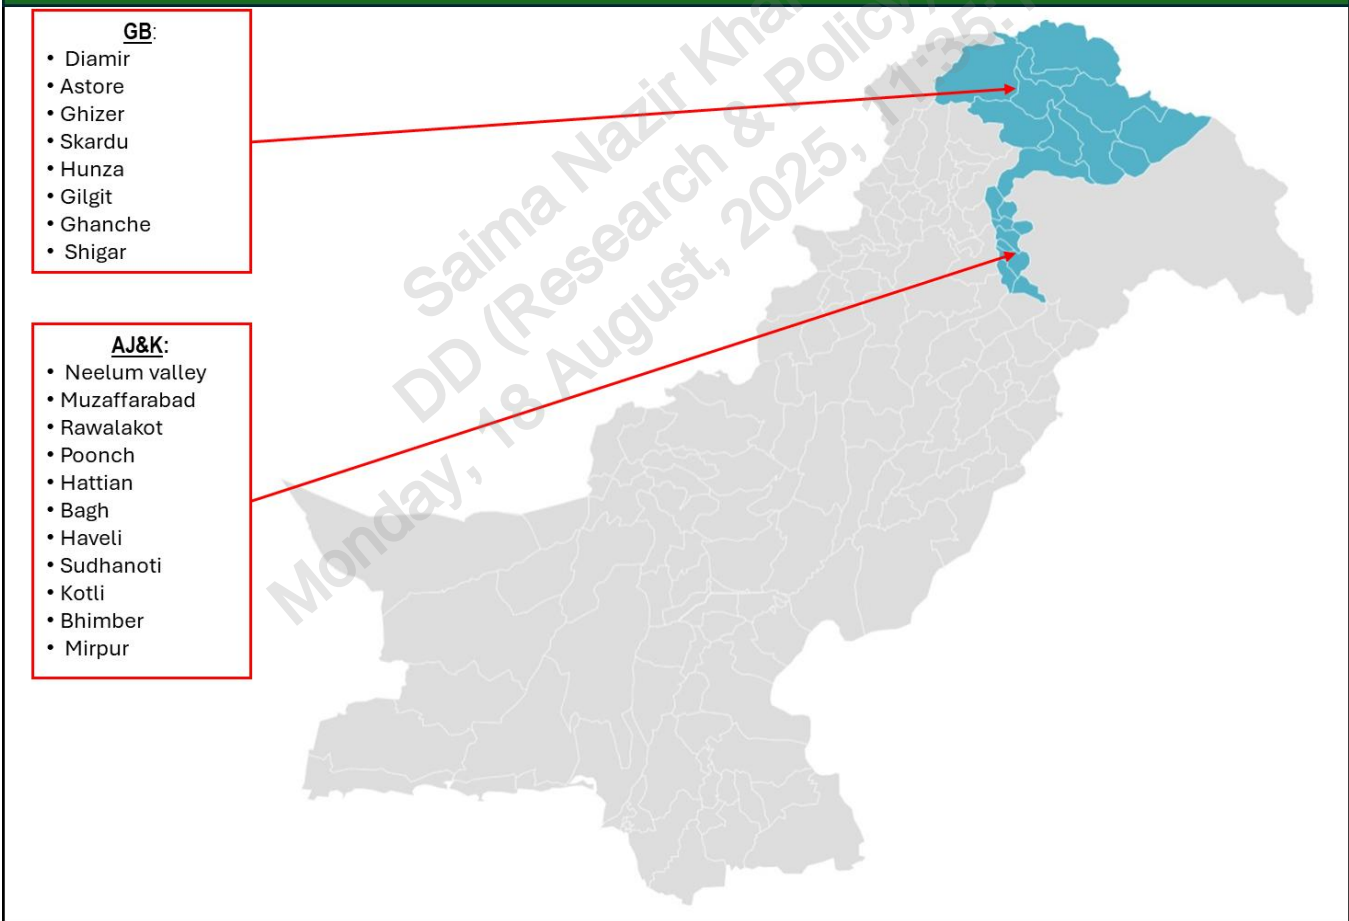 GB:
• Diamir
• Astore
• Ghizer
• Skardu
• Hunza
• Gilgit
• Ghanche
• Shigar
AJ&K:
• Neelum valley
• Muzaffarabad
• Rawalakot
• Poonch
• Hattian
• Bagh
• Haveli
• Sudhanoti
• Kotli
• Bhimber
• Mirpur
Saima Nazir Khan
DD (Research & Policy,
Monday, 18 August, 2025, 11:35: